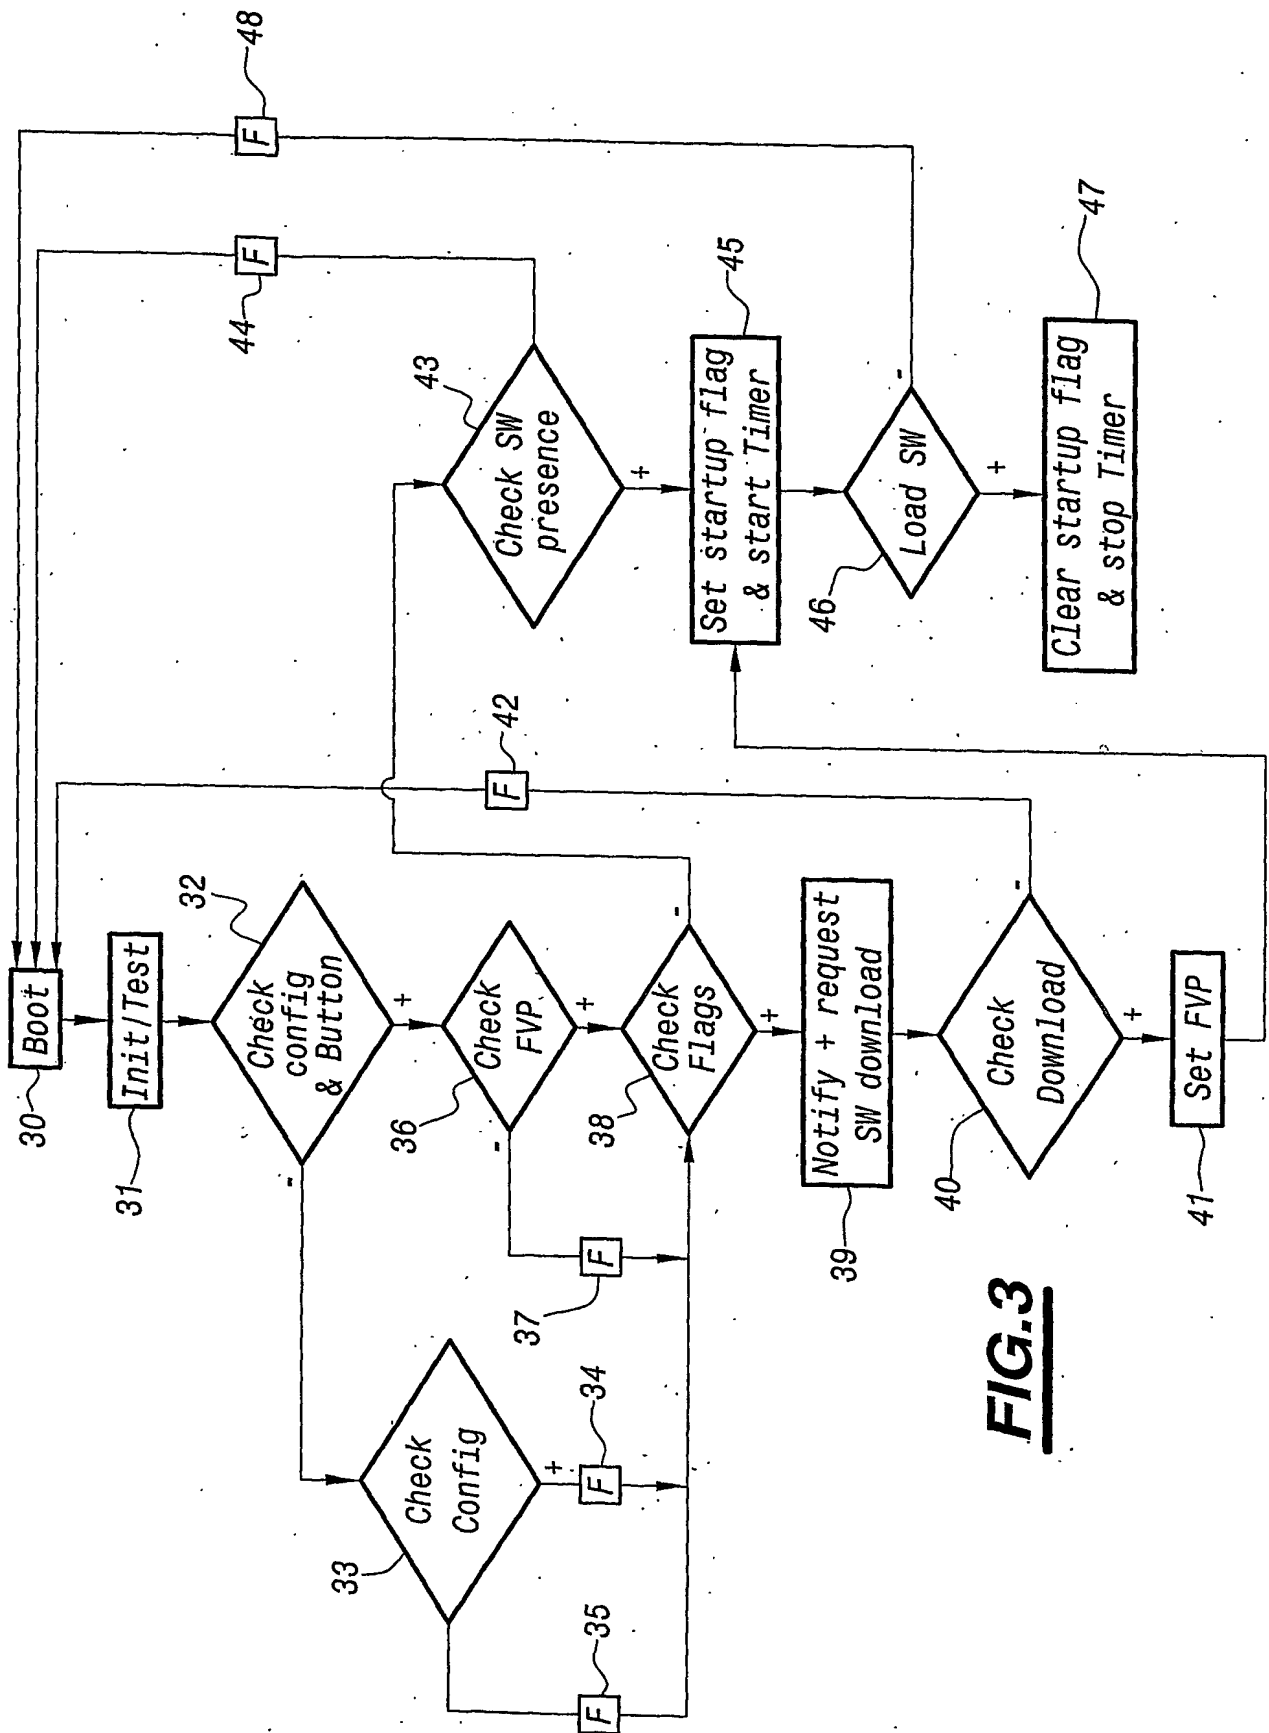 Boot
30
Init/Test
31
Check
config
& Button
32
-
+
Check
Config
33
+
F
34
F
35
Check
FVP
36
-
+
F
37
Check
Flags
38
-
+
Notify + request
SW download
39
Check
Download
40
-
+
Set FVP
41
F
42
Check SW
presence
43
+
F
44
Set startup flag
& start Timer
45
Load SW
46
-
+
Clear startup flag
& stop Timer
47
F
48
FIG.3